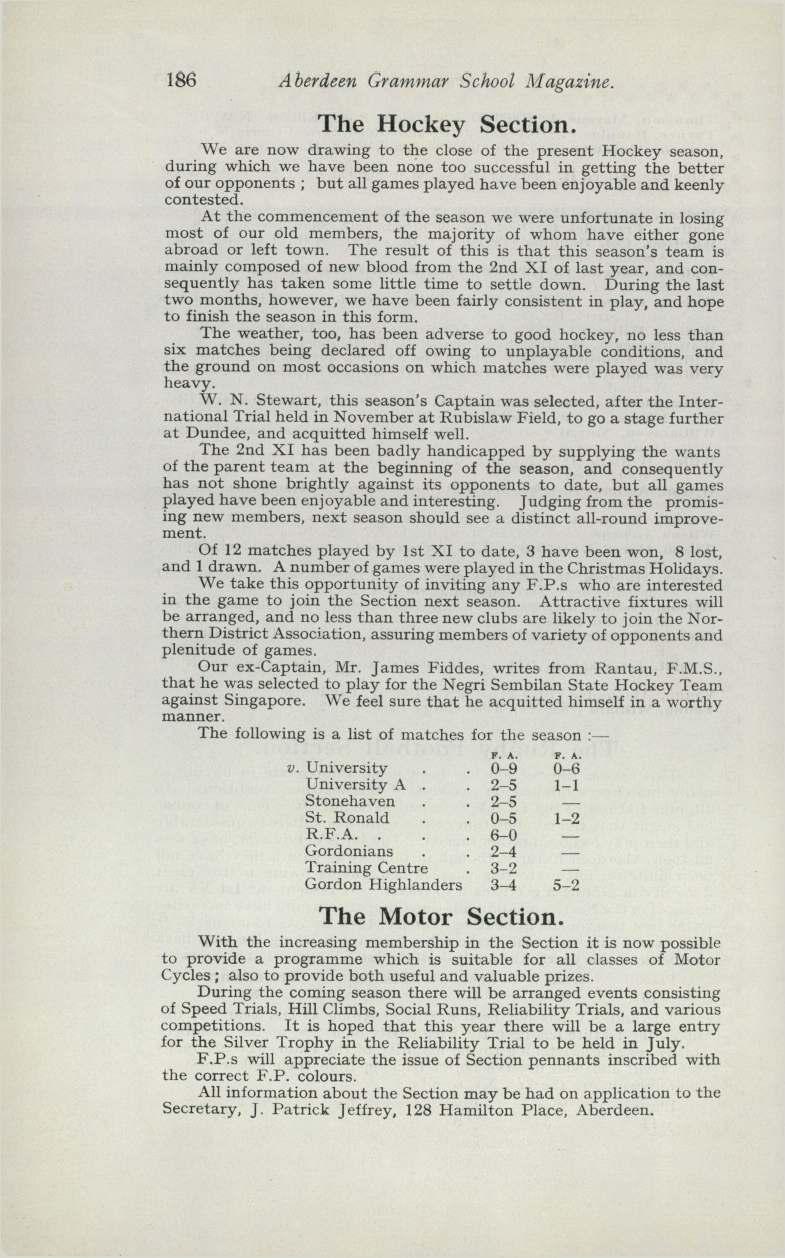 186 Aberdeen Grammar School Magazine.
The Hockey Section.
We are now drawing to the close of the present Hockey season,
during which we have been none too successful in getting the better
of our opponents ; but all games played have been enjoyable and keenly
contested.
At the commencement of the season we were unfortunate in losing
most of our old members, the majority of whom have either gone
abroad or left town. The result of this is that this season's team is
mainly composed of new blood from the 2nd XI of last year, and con-
sequently has taken some little time to settle down. During the last
two months, however, we have been fairly consistent in play, and hope
to finish the season in this form.
The weather, too, has been adverse to good hockey, no less than
six matches being declared off owing to unplayable conditions, and
the ground on most occasions on which matches were played was very
heavy.
W. N. Stewart, this season's Captain was selected, after the Inter-
national Trial held in November at Rubislaw Field, to go a stage further
at Dundee, and acquitted himself well.
The 2nd XI has been badly handicapped by supplying the wants
of the parent team at the beginning of the season, and consequently
has not shone brightly against its opponents to date, but all games
played have been enjoyable and interesting. Judging from the promis-
ing new members, next season should see a distinct all-round improve-
ment.
Of 12 matches played by 1st XI to date, 3 have been won, 8 lost,
and 1 drawn. A number of games were played in the Christmas Holidays.
We take this opportunity of inviting any F.P.s who are interested
in the game to join the Section next season. Attractive fixtures will
be arranged, and no less than three new clubs are likely to join the Nor-
thern District Association, assuring members of variety of opponents and
plenitude of games.
Our ex-Captain, Mr. James Fiddes, writes from Rantau, F.M.S.,
that he was selected to play for the Negri Sembilan State Hockey Team
against Singapore. We feel sure that he acquitted himself in a worthy
manner.
The following is a list of matches for the season :—
F. A. F. A.
v. University . . 0–9 0–6
University A . . 2–5 1–1
Stonehaven . . 2–5 —
St. Ronald . . 0–5 1–2
R.F.A. . . . 6–0 —
Gordonians . . 2–4 —
Training Centre . 3–2 —
Gordon Highlanders 3–4 5–2
The Motor Section.
With the increasing membership in the Section it is now possible
to provide a programme which is suitable for all classes of Motor
Cycles ; also to provide both useful and valuable prizes.
During the coming season there will be arranged events consisting
of Speed Trials, Hill Climbs, Social Runs, Reliability Trials, and various
competitions. It is hoped that this year there will be a large entry
for the Silver Trophy in the Reliability Trial to be held in July.
F.P.s will appreciate the issue of Section pennants inscribed with
the correct F.P. colours.
All information about the Section may be had on application to the
Secretary, J. Patrick Jeffrey, 128 Hamilton Place, Aberdeen.